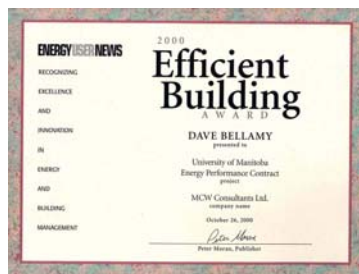 ENERGY USER NEWS
RECOGNIZING
EXCELLENCE
AND
INNOVATION
IN
ENERGY
AND
BUILDING
MANAGEMENT
2000
Efficient
Building
AWARD
DAVE BELLAMY
presented to
University of Manitoba
Energy Performance Contract
project
MCW Consultants Ltd.
company name
October 26, 2000
Peter Moran
Peter Moran, Publisher